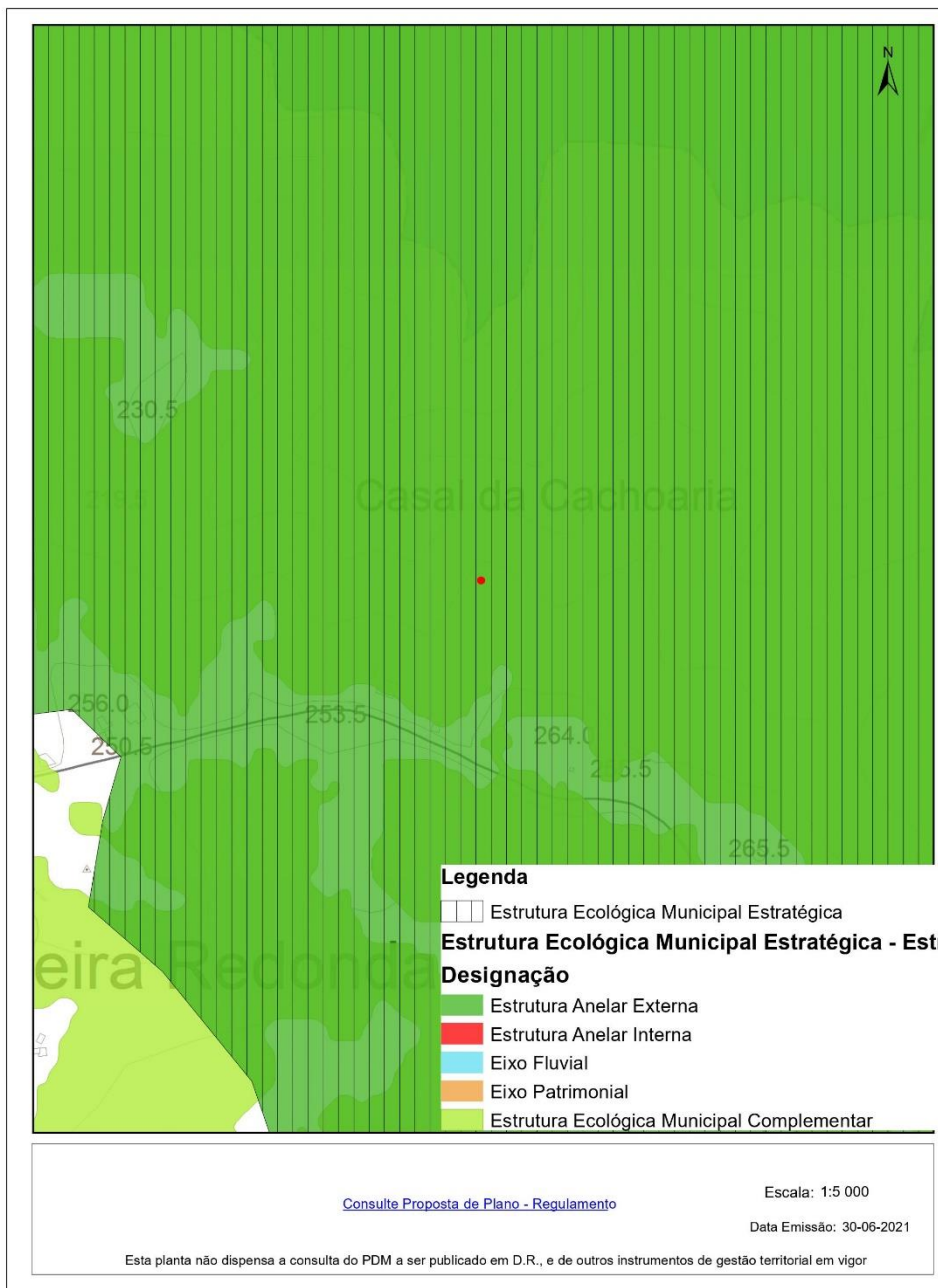 N
230.5
219.5
Casal da Cachoaria
256.0
253.5
250.5
264.0
265.5
eira Redonda
Legenda
Estrutura Ecológica Municipal Estratégica
Estrutura Ecológica Municipal Estratégica - Est
Designação
Estrutura Anelar Externa
Estrutura Anelar Interna
Eixo Fluvial
Eixo Patrimonial
Estrutura Ecológica Municipal Complementar
Consulte Proposta de Plano - Regulamento
Escala: 1:5 000
Data Emissão: 30-06-2021
Esta planta não dispensa a consulta do PDM a ser publicado em D.R., e de outros instrumentos de gestão territorial em vigor